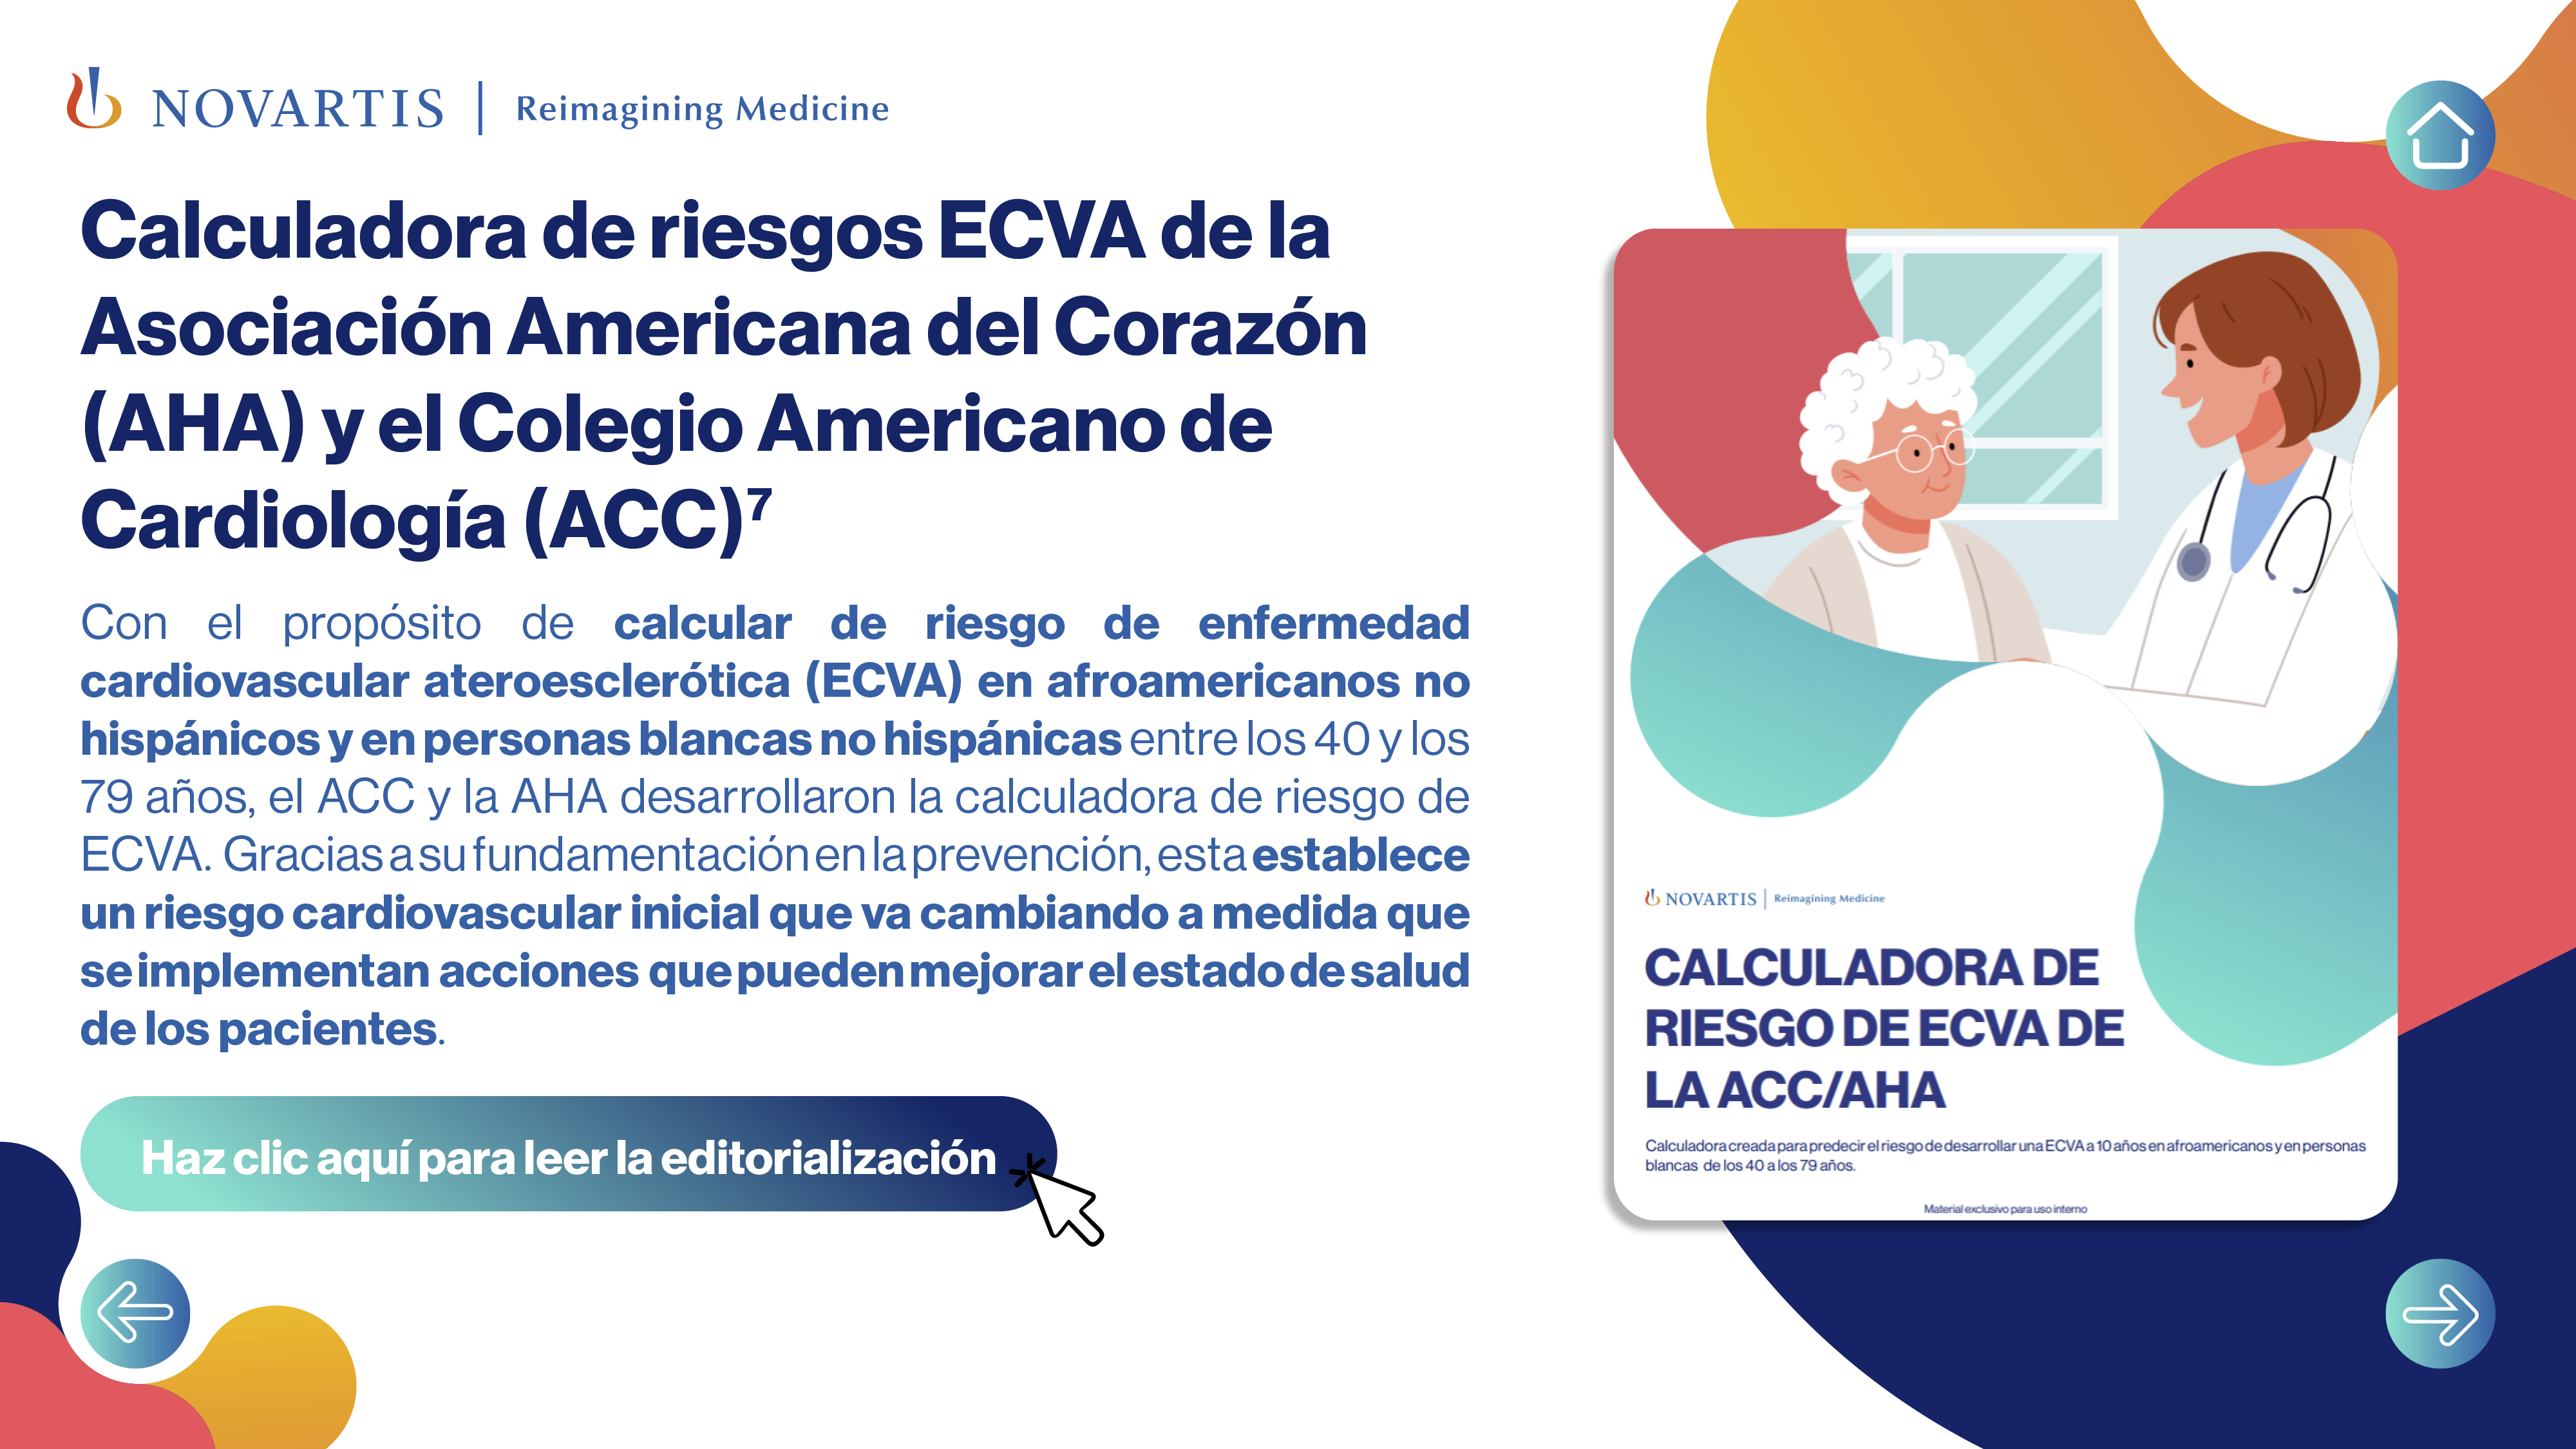 NOVARTIS | Reimagining Medicine
Calculadora de riesgos ECVA de la
Asociación Americana del Corazón
(AHA) y el Colegio Americano de
Cardiología (ACC)⁷
Con el propósito de calcular de riesgo de enfermedad
cardiovascular ateroesclerótica (ECVA) en afroamericanos no
hispánicos y en personas blancas no hispánicas entre los 40 y los
79 años, el ACC y la AHA desarrollaron la calculadora de riesgo de
ECVA. Gracias a su fundamentación en la prevención, esta establece
un riesgo cardiovascular inicial que va cambiando a medida que
se implementan acciones que pueden mejorar el estado de salud
de los pacientes.
Haz clic aquí para leer la editorialización
NOVARTIS | Reimagining Medicine
CALCULADORA DE
RIESGO DE ECVA DE
LA ACC/AHA
Calculadora creada para predecir el riesgo de desarrollar una ECVA a 10 años en afroamericanos y en personas
blancas de los 40 a los 79 años.
Material exclusivo para uso interno